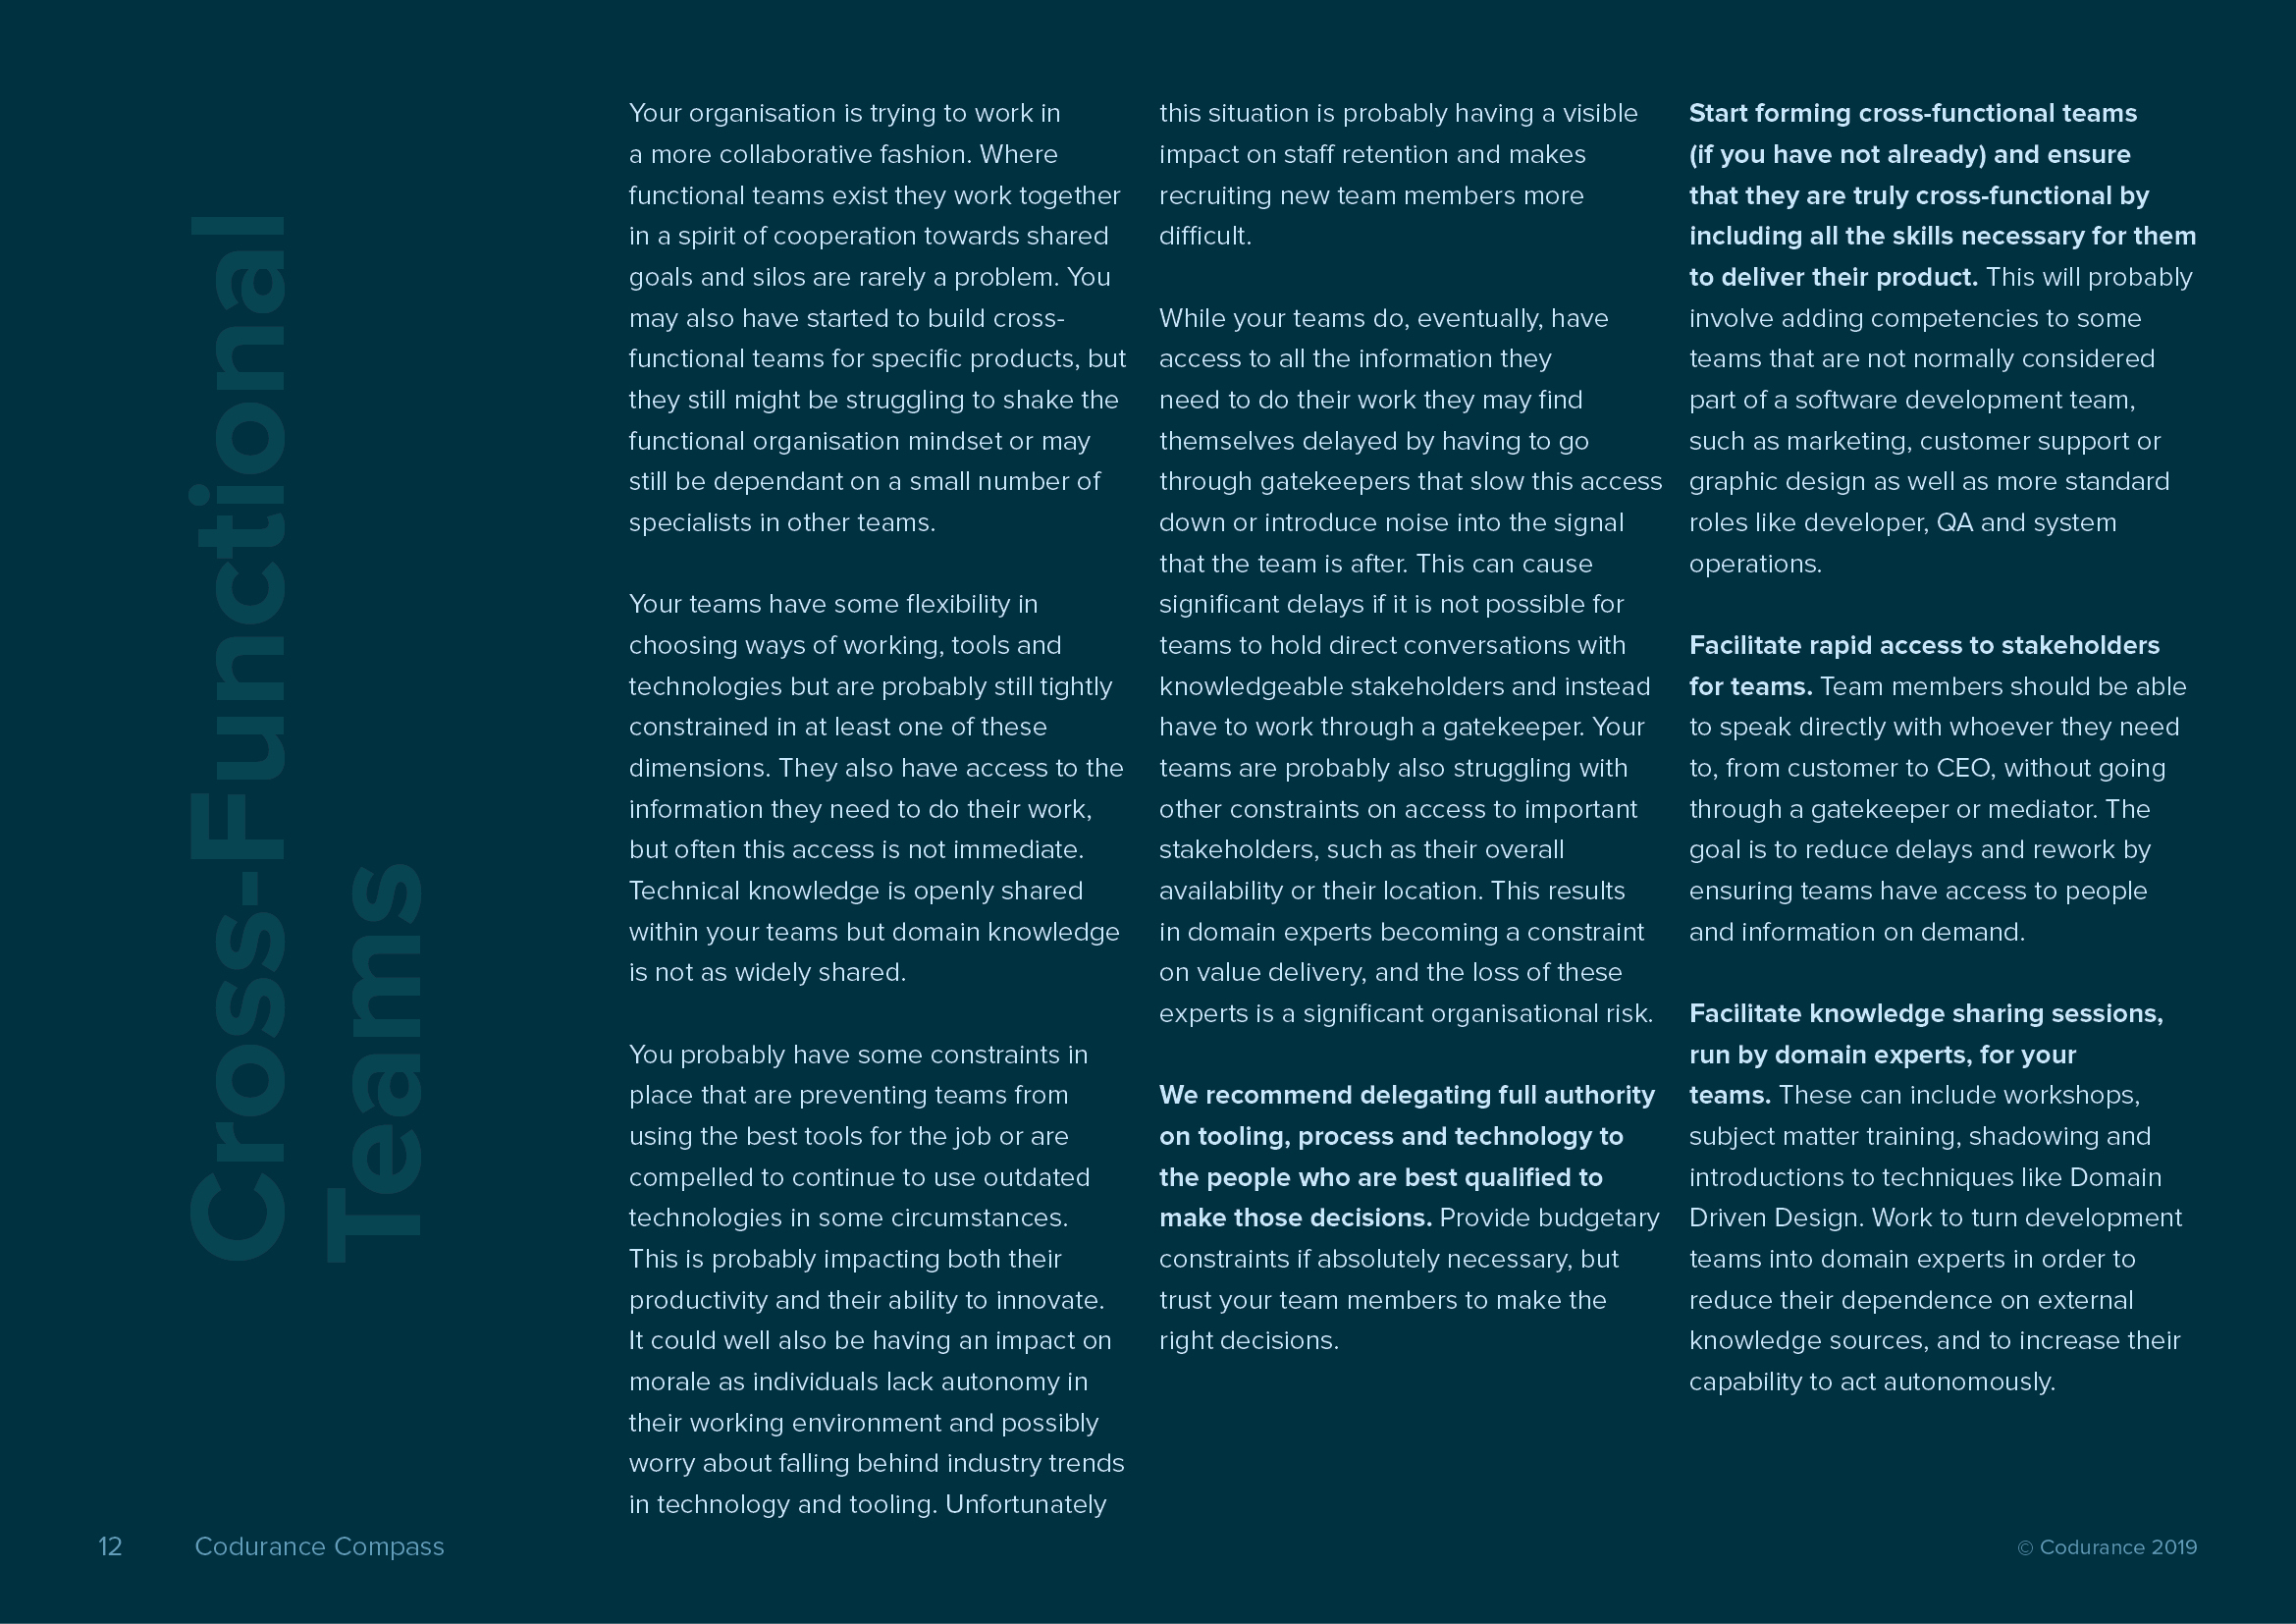 Cross-Functional
Teams
Your organisation is trying to work in
a more collaborative fashion. Where
functional teams exist they work together
in a spirit of cooperation towards shared
goals and silos are rarely a problem. You
may also have started to build cross-
functional teams for specific products, but
they still might be struggling to shake the
functional organisation mindset or may
still be dependant on a small number of
specialists in other teams.
Your teams have some flexibility in
choosing ways of working, tools and
technologies but are probably still tightly
constrained in at least one of these
dimensions. They also have access to the
information they need to do their work,
but often this access is not immediate.
Technical knowledge is openly shared
within your teams but domain knowledge
is not as widely shared.
You probably have some constraints in
place that are preventing teams from
using the best tools for the job or are
compelled to continue to use outdated
technologies in some circumstances.
This is probably impacting both their
productivity and their ability to innovate.
It could well also be having an impact on
morale as individuals lack autonomy in
their working environment and possibly
worry about falling behind industry trends
in technology and tooling. Unfortunately
this situation is probably having a visible
impact on staff retention and makes
recruiting new team members more
difficult.
While your teams do, eventually, have
access to all the information they
need to do their work they may find
themselves delayed by having to go
through gatekeepers that slow this access
down or introduce noise into the signal
that the team is after. This can cause
significant delays if it is not possible for
teams to hold direct conversations with
knowledgeable stakeholders and instead
have to work through a gatekeeper. Your
teams are probably also struggling with
other constraints on access to important
stakeholders, such as their overall
availability or their location. This results
in domain experts becoming a constraint
on value delivery, and the loss of these
experts is a significant organisational risk.
We recommend delegating full authority
on tooling, process and technology to
the people who are best qualified to
make those decisions. Provide budgetary
constraints if absolutely necessary, but
trust your team members to make the
right decisions.
Start forming cross-functional teams
(if you have not already) and ensure
that they are truly cross-functional by
including all the skills necessary for them
to deliver their product. This will probably
involve adding competencies to some
teams that are not normally considered
part of a software development team,
such as marketing, customer support or
graphic design as well as more standard
roles like developer, QA and system
operations.
Facilitate rapid access to stakeholders
for teams. Team members should be able
to speak directly with whoever they need
to, from customer to CEO, without going
through a gatekeeper or mediator. The
goal is to reduce delays and rework by
ensuring teams have access to people
and information on demand.
Facilitate knowledge sharing sessions,
run by domain experts, for your
teams. These can include workshops,
subject matter training, shadowing and
introductions to techniques like Domain
Driven Design. Work to turn development
teams into domain experts in order to
reduce their dependence on external
knowledge sources, and to increase their
capability to act autonomously.
12 Codurance Compass
© Codurance 2019